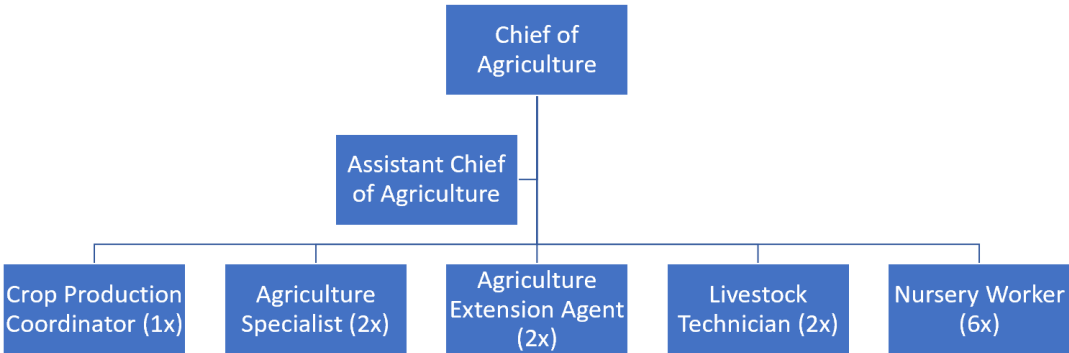 Chief of
Agriculture
Assistant Chief
of Agriculture
Crop Production
Coordinator (1x)
Agriculture
Specialist (2x)
Agriculture
Extension Agent
(2x)
Livestock
Technician (2x)
Nursery Worker
(6x)